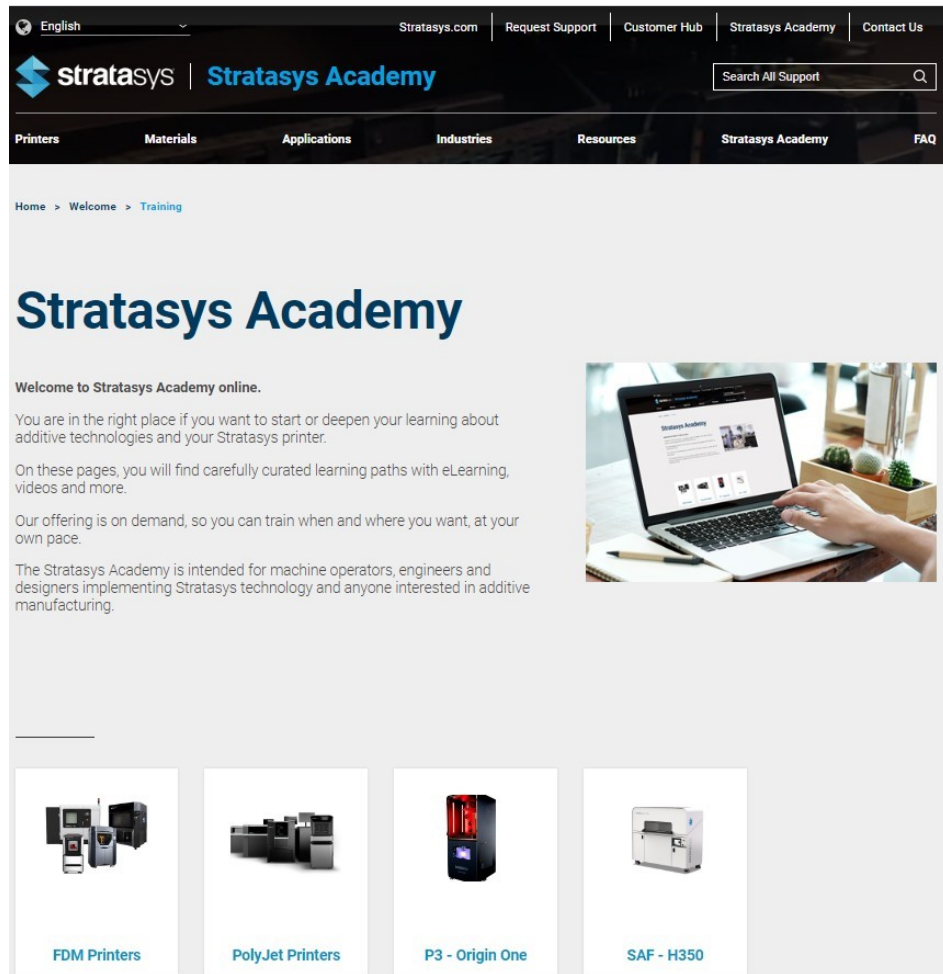 English
Stratasys.com
Request Support
Customer Hub
Stratasys Academy
Contact Us
stratasys | Stratasys Academy
Search All Support
Printers
Materials
Applications
Industries
Resources
Stratasys Academy
FAQ
Home > Welcome > Training
Stratasys Academy
Welcome to Stratasys Academy online.
You are in the right place if you want to start or deepen your learning about
additive technologies and your Stratasys printer.
On these pages, you will find carefully curated learning paths with eLearning,
videos and more.
Our offering is on demand, so you can train when and where you want, at your
own pace.
The Stratasys Academy is intended for machine operators, engineers and
designers implementing Stratasys technology and anyone interested in additive
manufacturing.
Stratasys Academy
FDM Printers
PolyJet Printers
P3 - Origin One
SAF - H350